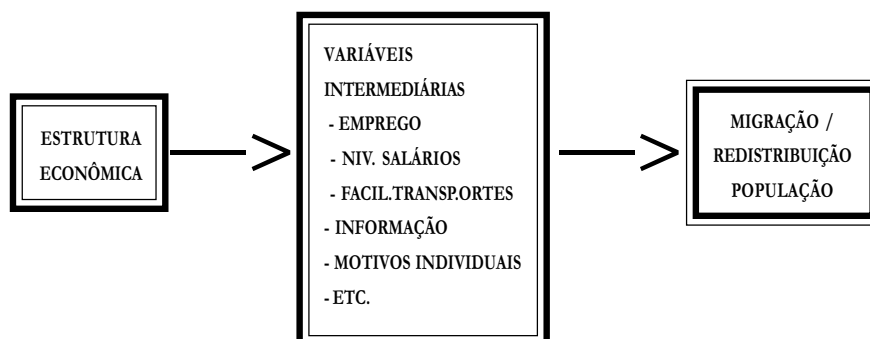 ESTRUTURA
ECONÔMICA
VARIÁVEIS
INTERMEDIÁRIAS
- EMPREGO
- NIV. SALÁRIOS
- FACIL.TRANSP.ORTES
- INFORMAÇÃO
- MOTIVOS INDIVIDUAIS
- ETC.
MIGRAÇÃO /
REDISTRIBUIÇÃO
POPULAÇÃO